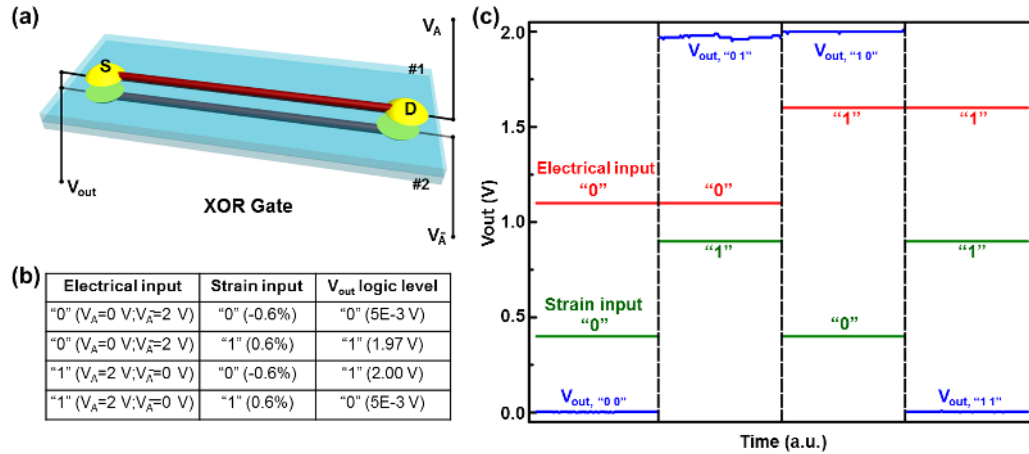 (a)
V_A
#1
S
D
V_out
#2
XOR Gate
V_Ā
(b)
Electrical input Strain input V_out logic level
“0” (V_A=0 V;V_Ā=2 V) “0” (-0.6%) “0” (5E-3 V)
“0” (V_A=0 V;V_Ā=2 V) “1” (0.6%) “1” (1.97 V)
“1” (V_A=2 V;V_Ā=0 V) “0” (-0.6%) “1” (2.00 V)
“1” (V_A=2 V;V_Ā=0 V) “1” (0.6%) “0” (5E-3 V)
(c)
2.0
V_out, “0 1” V_out, “1 0”
1.5
“1” “1”
Electrical input
“0” “0”
1.0
“1” “1”
Strain input
“0” “0”
0.5
V_out, “0 0” V_out, “1 1”
0.0
Vout (V)
Time (a.u.)